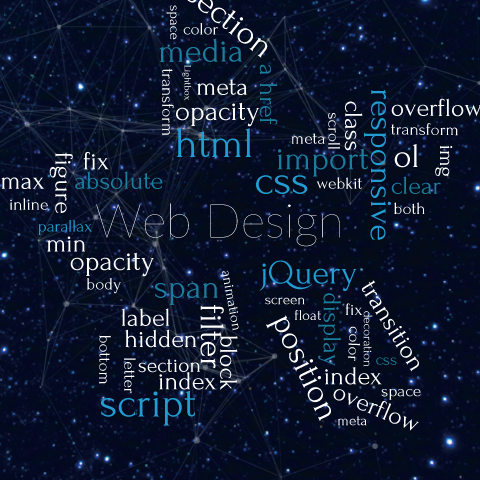 section
space
color
media
Lightbox
a href
transform
meta
opacity
html
responsive
overflow
class
scroll
meta
transform
import
ol
img
css
webkit
clear
both
figure
fix
max
absolute
inline
parallax
min
opacity
body
Web Design
span
animation
label
filter
hidden
block
bottom
letter
section
index
script
jQuery
screen
float
display
fix
transition
decoration
color
css
position
index
space
overflow
meta